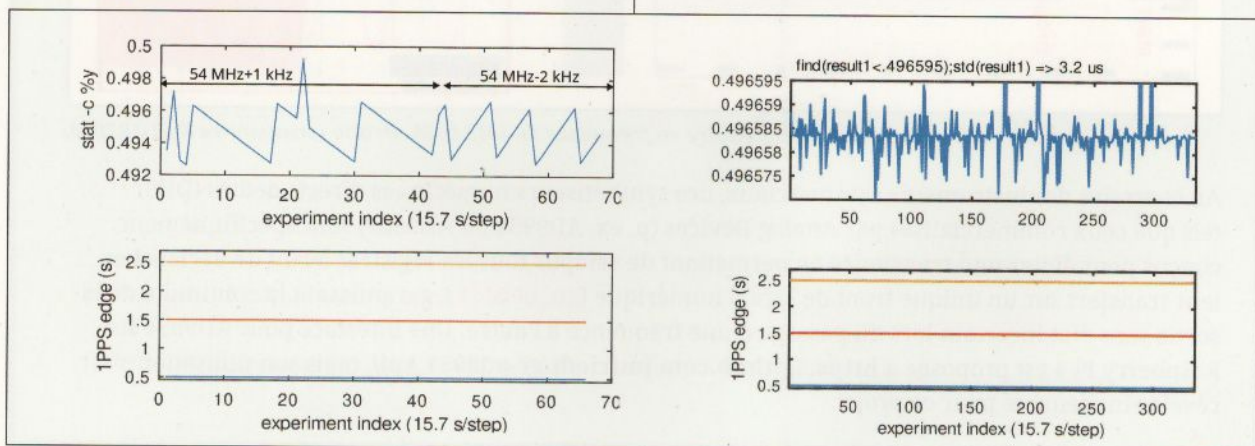 0.5
0.498
0.496
0.494
0.492
stat -c %y
54 MHz+1 kHz
54 MHz-2 kHz
0 10 20 30 40 50 60 70
experiment index (15.7 s/step)
find(result1<.496595);std(result1) => 3.2 us
0.496595
0.49659
0.496585
0.49658
0.496575
50 100 150 200 250 300
experiment index (15.7 s/step)
2.5
1.5
0.5
1PPS edge (s)
0 10 20 30 40 50 60 70
experiment index (15.7 s/step)
2.5
1.5
0.5
1PPS edge (s)
50 100 150 200 250 300
experiment index (15.7 s/step)